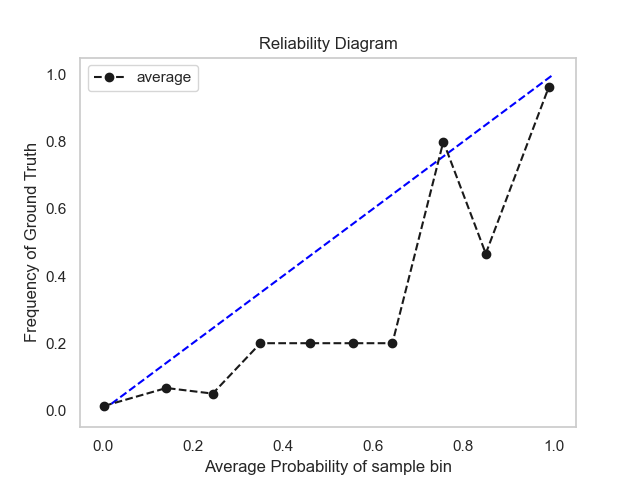 Reliability Diagram
average
1.0
0.8
0.6
0.4
0.2
0.0
Frequency of Ground Truth
0.0 0.2 0.4 0.6 0.8 1.0
Average Probability of sample bin